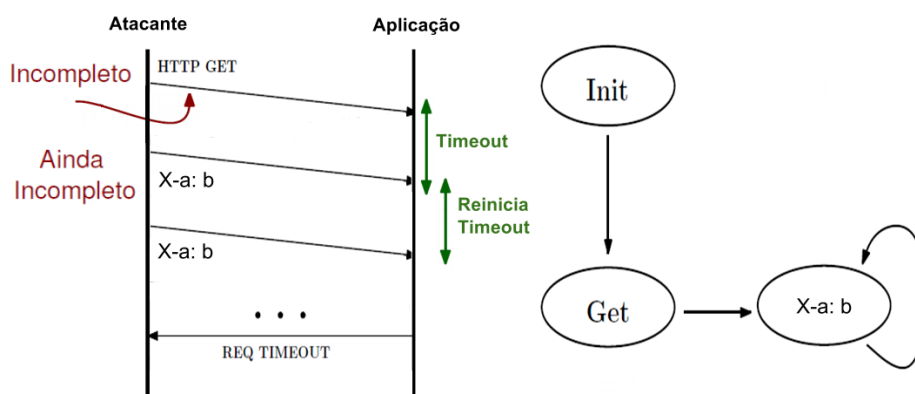 Atacante
Aplicação
HTTP GET
Incompleto
Timeout
Ainda
Incompleto
X-a: b
Reinicia
Timeout
X-a: b
• • •
REQ TIMEOUT
Init
Get
X-a: b